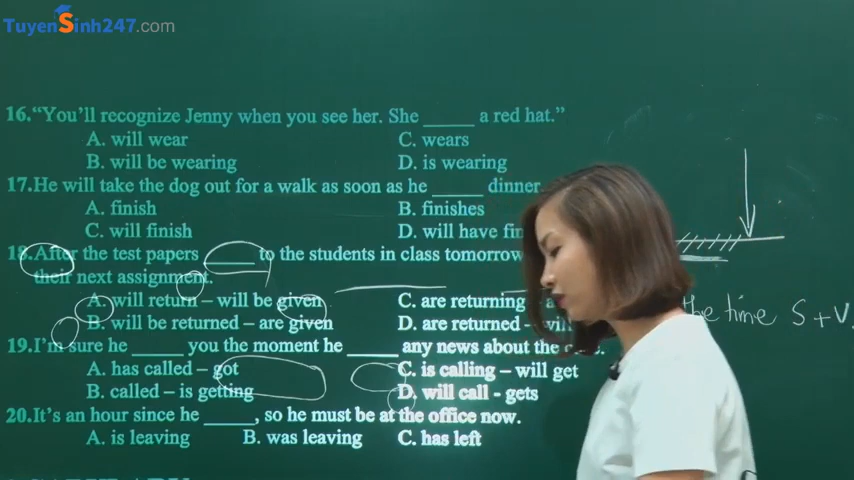 TuyenSinh247.com
16.“You’ll recognize Jenny when you see her. She _____ a red hat.”
A. will wear C. wears
B. will be wearing D. is wearing
17.He will take the dog out for a walk as soon as he _____ dinner
A. finish B. finishes
C. will finish D. will have
18.After the test papers _____ to the students in class tomorrow
their next assignment.
A. will return – will be given C. are returning
B. will be returned – are given D. are returned -
19.I’m sure he _____ you the moment he _____ any news about the
A. has called – got C. is calling – will get
B. called – is getting D. will call - gets
20.It’s an hour since he _____, so he must be at the office now.
A. is leaving B. was leaving C. has left
the time S + V